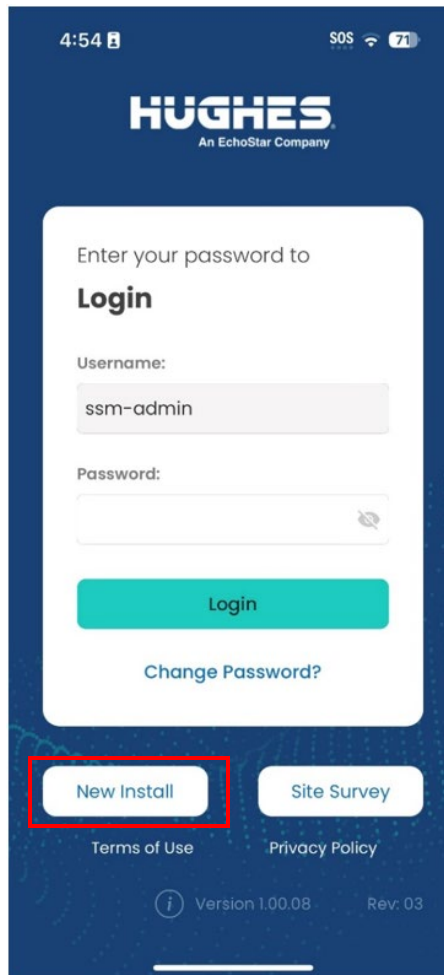 4:54 SOS 71
HUGHES.
An EchoStar Company
Enter your password to
Login
Username:
ssm-admin
Password:
Login
Change Password?
New Install Site Survey
Terms of Use Privacy Policy
i Version 1.00.08 Rev: 03